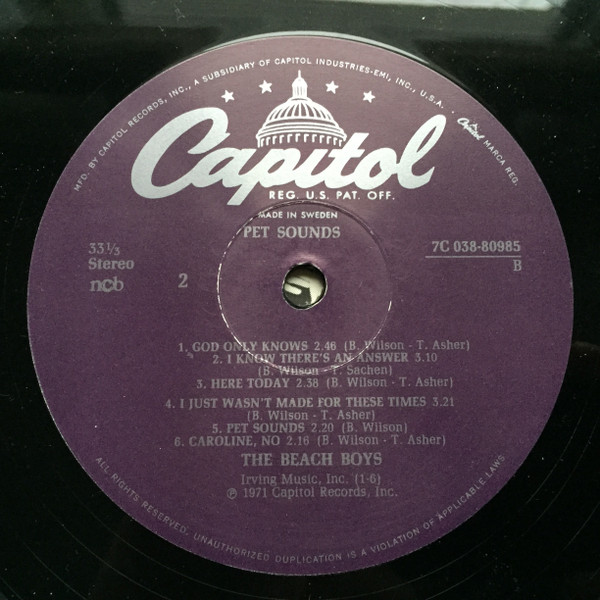 MFD. BY CAPITOL RECORDS, INC., A SUBSIDIARY OF CAPITOL INDUSTRIES-EMI, INC., U.S.A. · Capitol MARCA REG.
Capitol
REG. U.S. PAT. OFF.
MADE IN SWEDEN
PET SOUNDS
33⅓
Stereo
ncb
2
7C 038-80985
B
1. GOD ONLY KNOWS 2.46 (B. Wilson - T. Asher)
2. I KNOW THERE'S AN ANSWER 3.10
(B. Wilson - T. Sachen)
3. HERE TODAY 2.38 (B. Wilson - T. Asher)
4. I JUST WASN'T MADE FOR THESE TIMES 3.21
(B. Wilson - T. Asher)
5. PET SOUNDS 2.20 (B. Wilson)
6. CAROLINE, NO 2.16 (B. Wilson - T. Asher)
THE BEACH BOYS
Irving Music, Inc. (1-6)
℗ 1971 Capitol Records, Inc.
ALL RIGHTS RESERVED. UNAUTHORIZED DUPLICATION IS A VIOLATION OF APPLICABLE LAWS